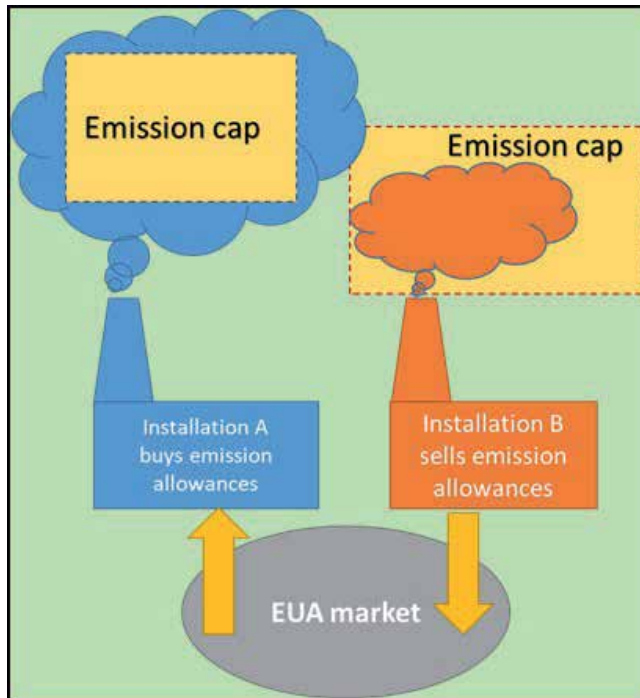 Emission cap
Emission cap
Installation A
buys emission
allowances
Installation B
sells emission
allowances
EUA market